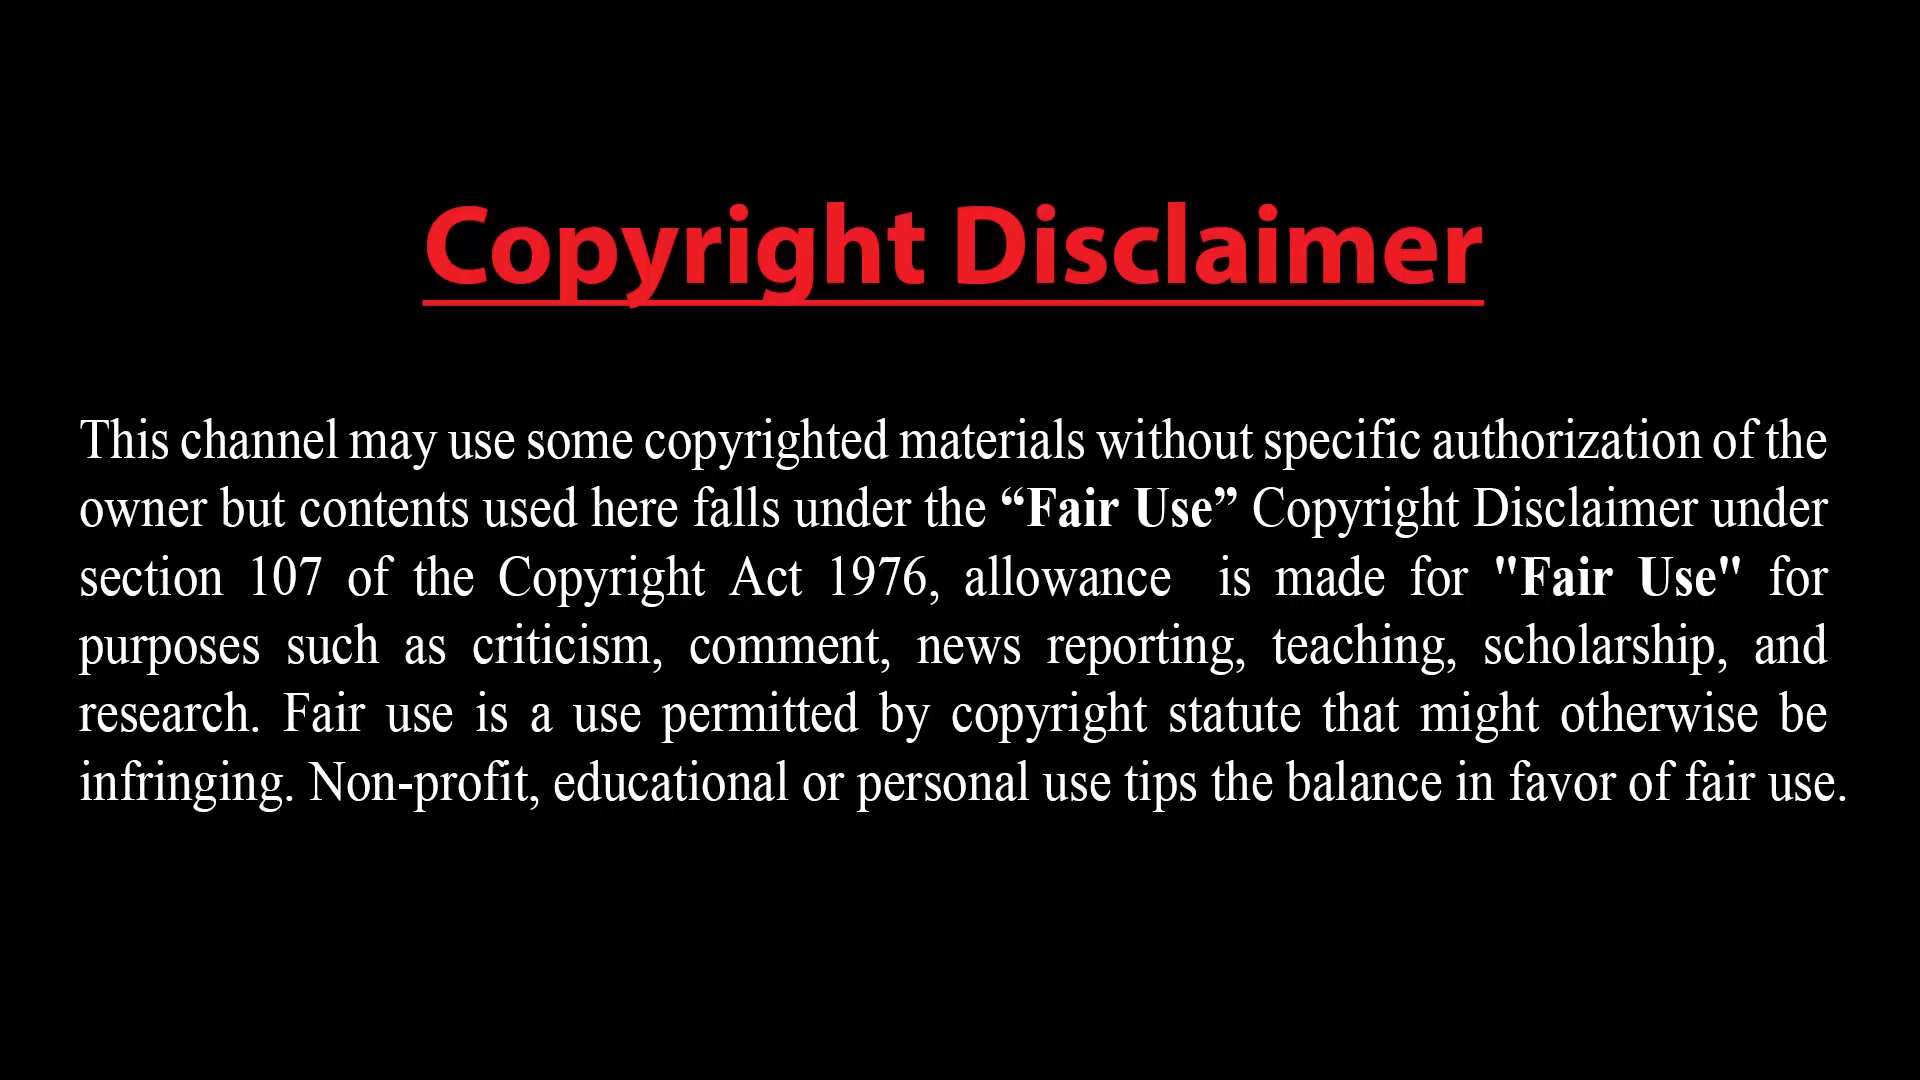 Copyright Disclaimer
This channel may use some copyrighted materials without specific authorization of the
owner but contents used here falls under the “Fair Use” Copyright Disclaimer under
section 107 of the Copyright Act 1976, allowance  is made for "Fair Use" for
purposes such as criticism, comment, news reporting, teaching, scholarship, and
research. Fair use is a use permitted by copyright statute that might otherwise be
infringing. Non-profit, educational or personal use tips the balance in favor of fair use.